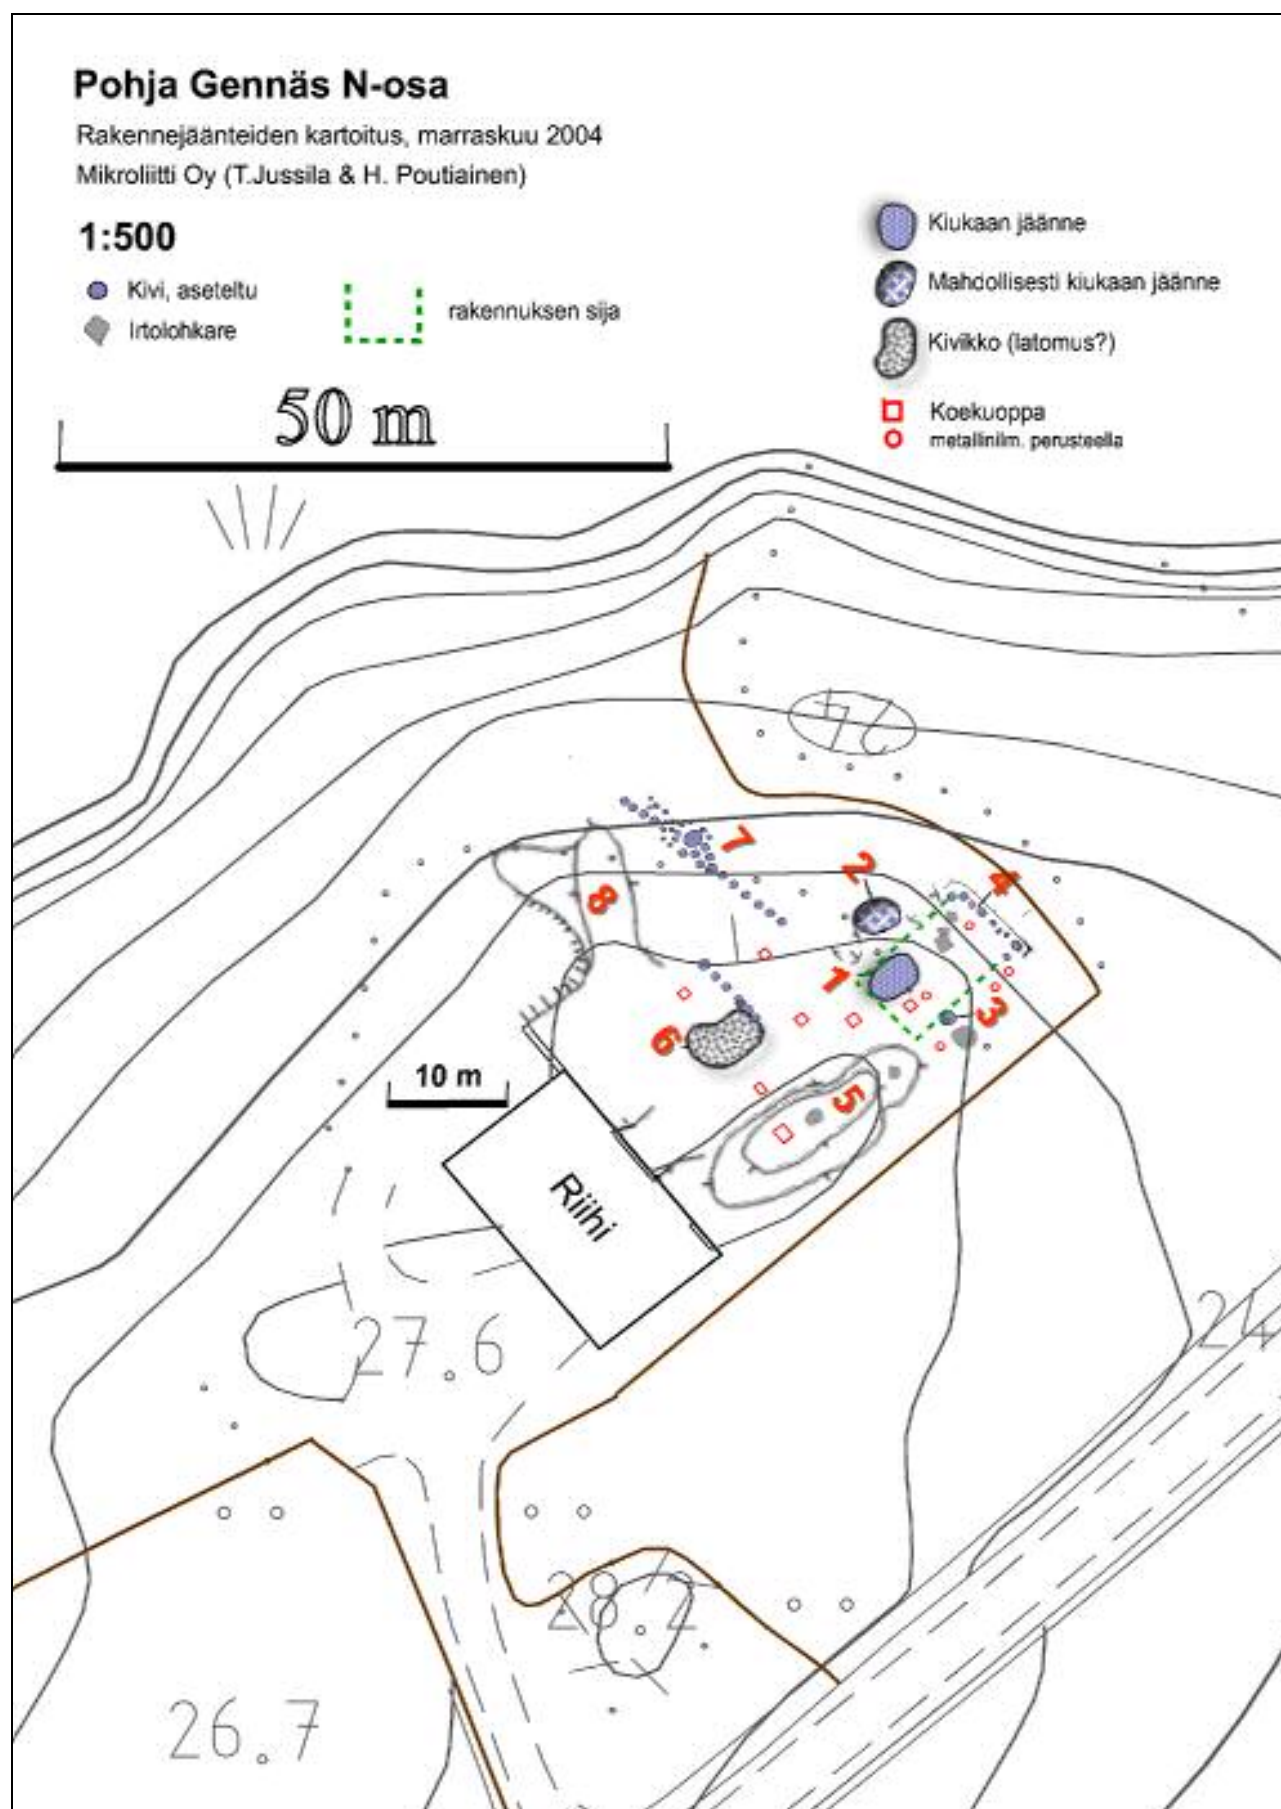 Pohja Gennäs N-osa
Rakennejäänteiden kartoitus, marraskuu 2004
Mikroliitti Oy (T.Jussila & H. Poutiainen)
1:500
Kivi, aseteltu
Irtolohkare
rakennuksen sija
Kiukaan jäänne
Mahdollisesti kiukaan jäänne
Kivikko (latomus?)
Koekuoppa
metallinilm. perusteella
50 m
24
7
2
4
8
1
3
6
5
10 m
Riihi
27.6
24
28 2
26.7